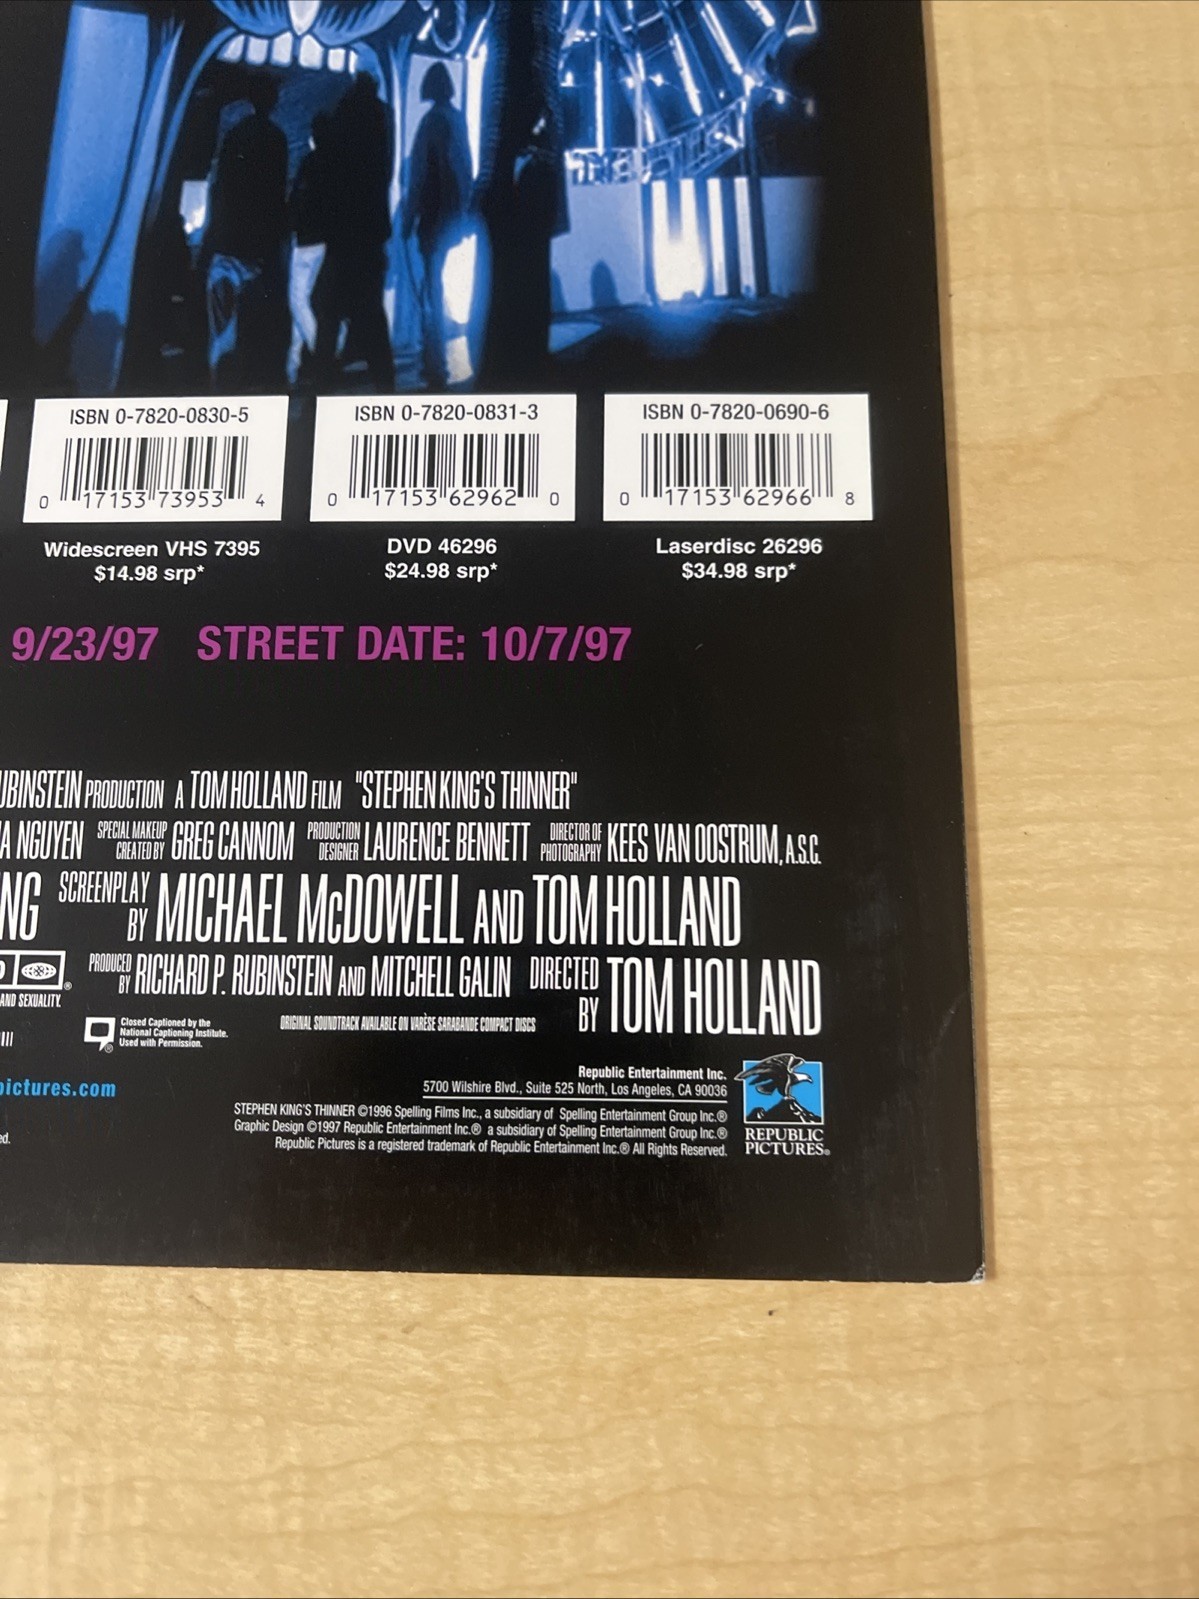 ISBN 0-7820-0830-5
0 17153 73953 4
Widescreen VHS 7395
$14.98 srp*
ISBN 0-7820-0831-3
0 17153 62962 0
DVD 46296
$24.98 srp*
ISBN 0-7820-0690-6
0 17153 62966 8
Laserdisc 26296
$34.98 srp*
9/23/97 STREET DATE: 10/7/97
UBINSTEIN PRODUCTION A TOM HOLLAND FILM "STEPHEN KING'S THINNER"
A NGUYEN SPECIAL MAKEUP CREATED BY GREG CANNOM PRODUCTION DESIGNER LAURENCE BENNETT DIRECTOR OF PHOTOGRAPHY KEES VAN OOSTRUM, A.S.C.
NG SCREENPLAY BY MICHAEL McDOWELL AND TOM HOLLAND
PRODUCED BY RICHARD P. RUBINSTEIN AND MITCHELL GALIN DIRECTED BY TOM HOLLAND
AND SEXUALITY.
Closed Captioned by the
National Captioning Institute.
Used with Permission.
ORIGINAL SOUNDTRACK AVAILABLE ON VARÈSE SARABANDE COMPACT DISCS
pictures.com
ed.
Republic Entertainment Inc.
5700 Wilshire Blvd., Suite 525 North, Los Angeles, CA 90036
STEPHEN KING'S THINNER ©1996 Spelling Films Inc., a subsidiary of Spelling Entertainment Group Inc.®
Graphic Design ©1997 Republic Entertainment Inc.® a subsidiary of Spelling Entertainment Group Inc.®
Republic Pictures is a registered trademark of Republic Entertainment Inc.® All Rights Reserved.
REPUBLIC
PICTURES®